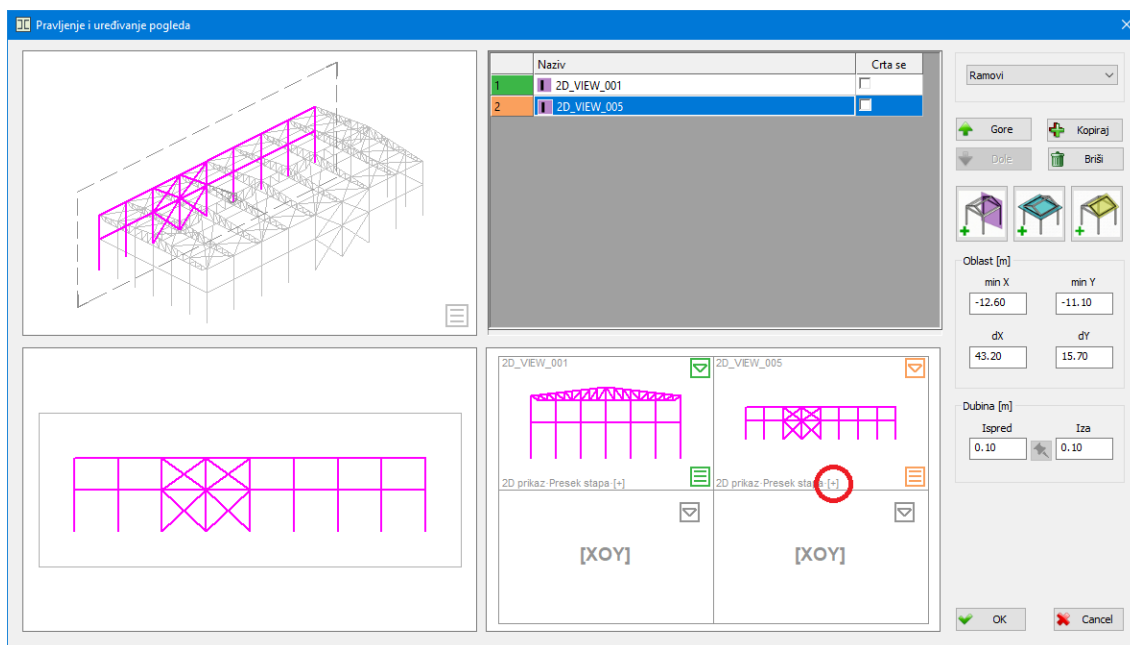 Pravljenje i uređivanje pogleda
Naziv Crta se
1 2D_VIEW_001
2 2D_VIEW_005
Ramovi
Gore Kopiraj
Dole Briši
Oblast [m]
min X min Y
-12.60 -11.10
dX dY
43.20 15.70
Dubina [m]
Ispred Iza
0.10 0.10
2D_VIEW_001 2D_VIEW_005
2D prikaz·Presek stapa·[+] 2D prikaz·Presek stapa·[+]
[XOY] [XOY]
OK Cancel